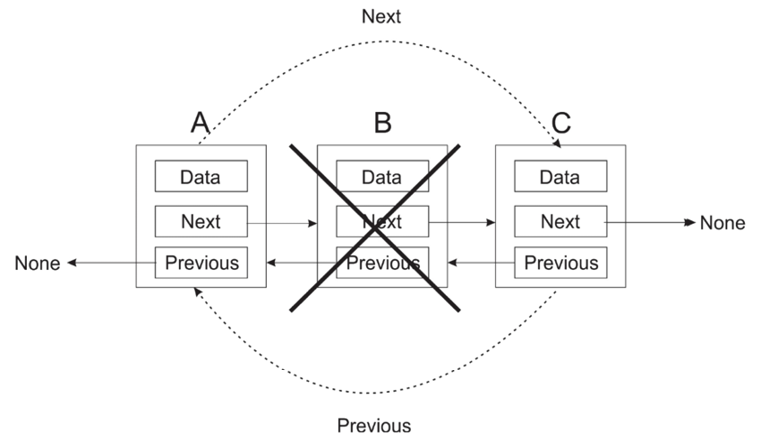 Next
A B C
Data Data Data
Next Next Next None
None Previous Previous Previous
Previous